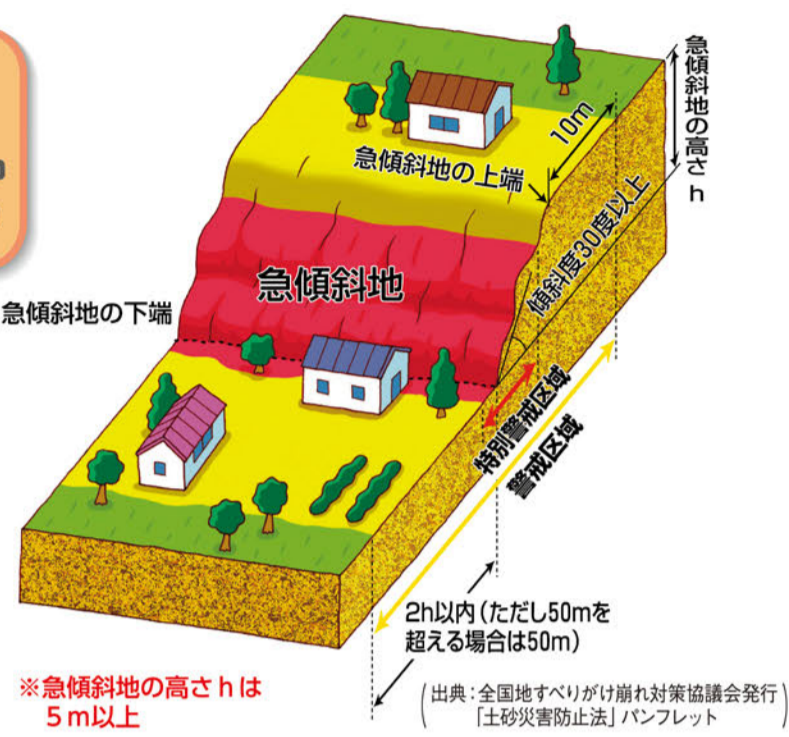 急傾斜地の高さh
10m
急傾斜地の上端
傾斜度30度以上
急傾斜地
急傾斜地の下端
特別警戒区域
警戒区域
2h以内(ただし50mを
超える場合は50m)
※急傾斜地の高さhは
5m以上
(出典:全国地すべりがけ崩れ対策協議会発行
「土砂災害防止法」パンフレット)